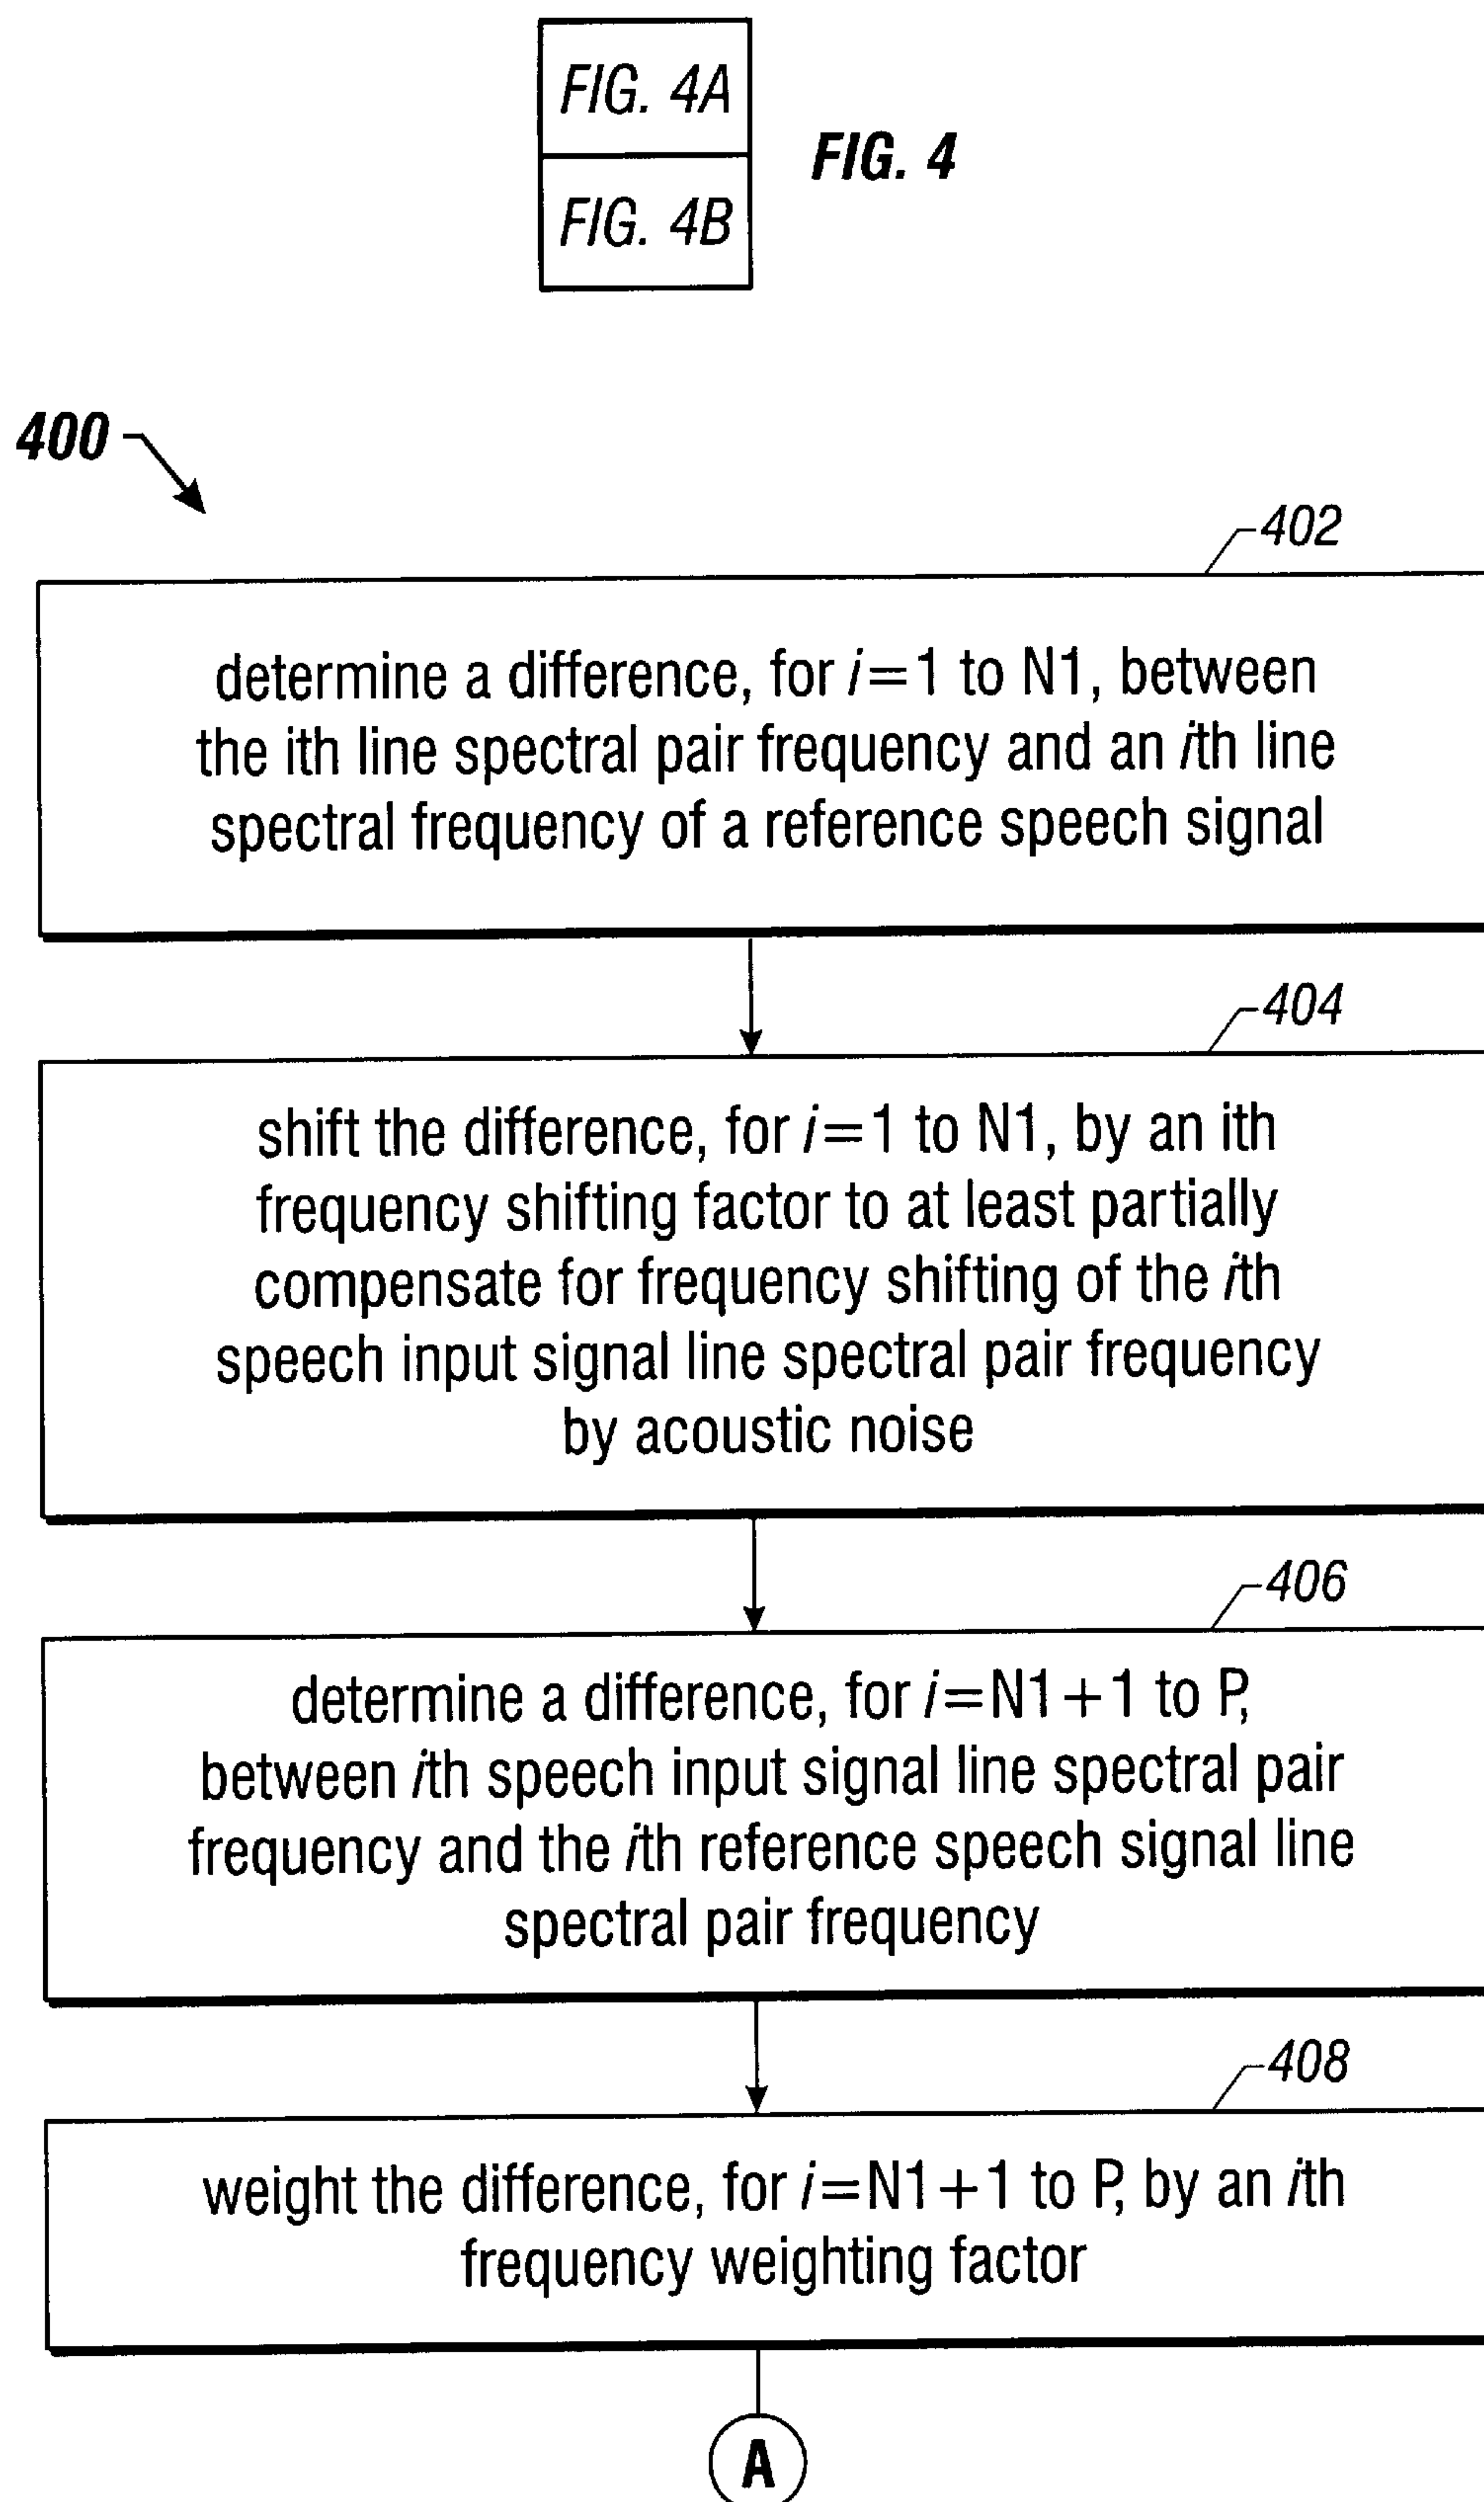 FIG. 4A
FIG. 4
FIG. 4B
400
402
determine a difference, for i=1 to N1, between
the ith line spectral pair frequency and an ith line
spectral frequency of a reference speech signal
404
shift the difference, for i=1 to N1, by an ith
frequency shifting factor to at least partially
compensate for frequency shifting of the ith
speech input signal line spectral pair frequency
by acoustic noise
406
determine a difference, for i=N1+1 to P,
between ith speech input signal line spectral pair
frequency and the ith reference speech signal line
spectral pair frequency
408
weight the difference, for i=N1+1 to P, by an ith
frequency weighting factor
A